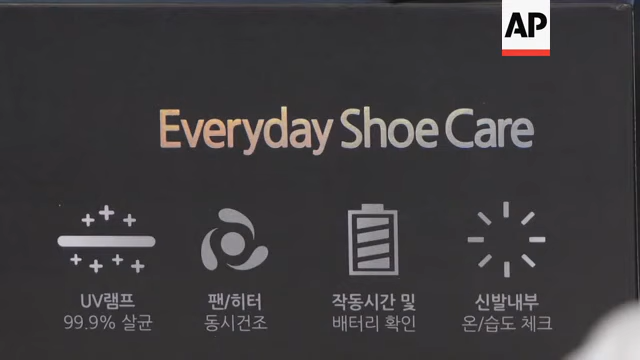 AP
Everyday Shoe Care
UV램프
99.9% 살균
팬/히터
동시건조
작동시간 및
배터리 확인
신발내부
온/습도 체크